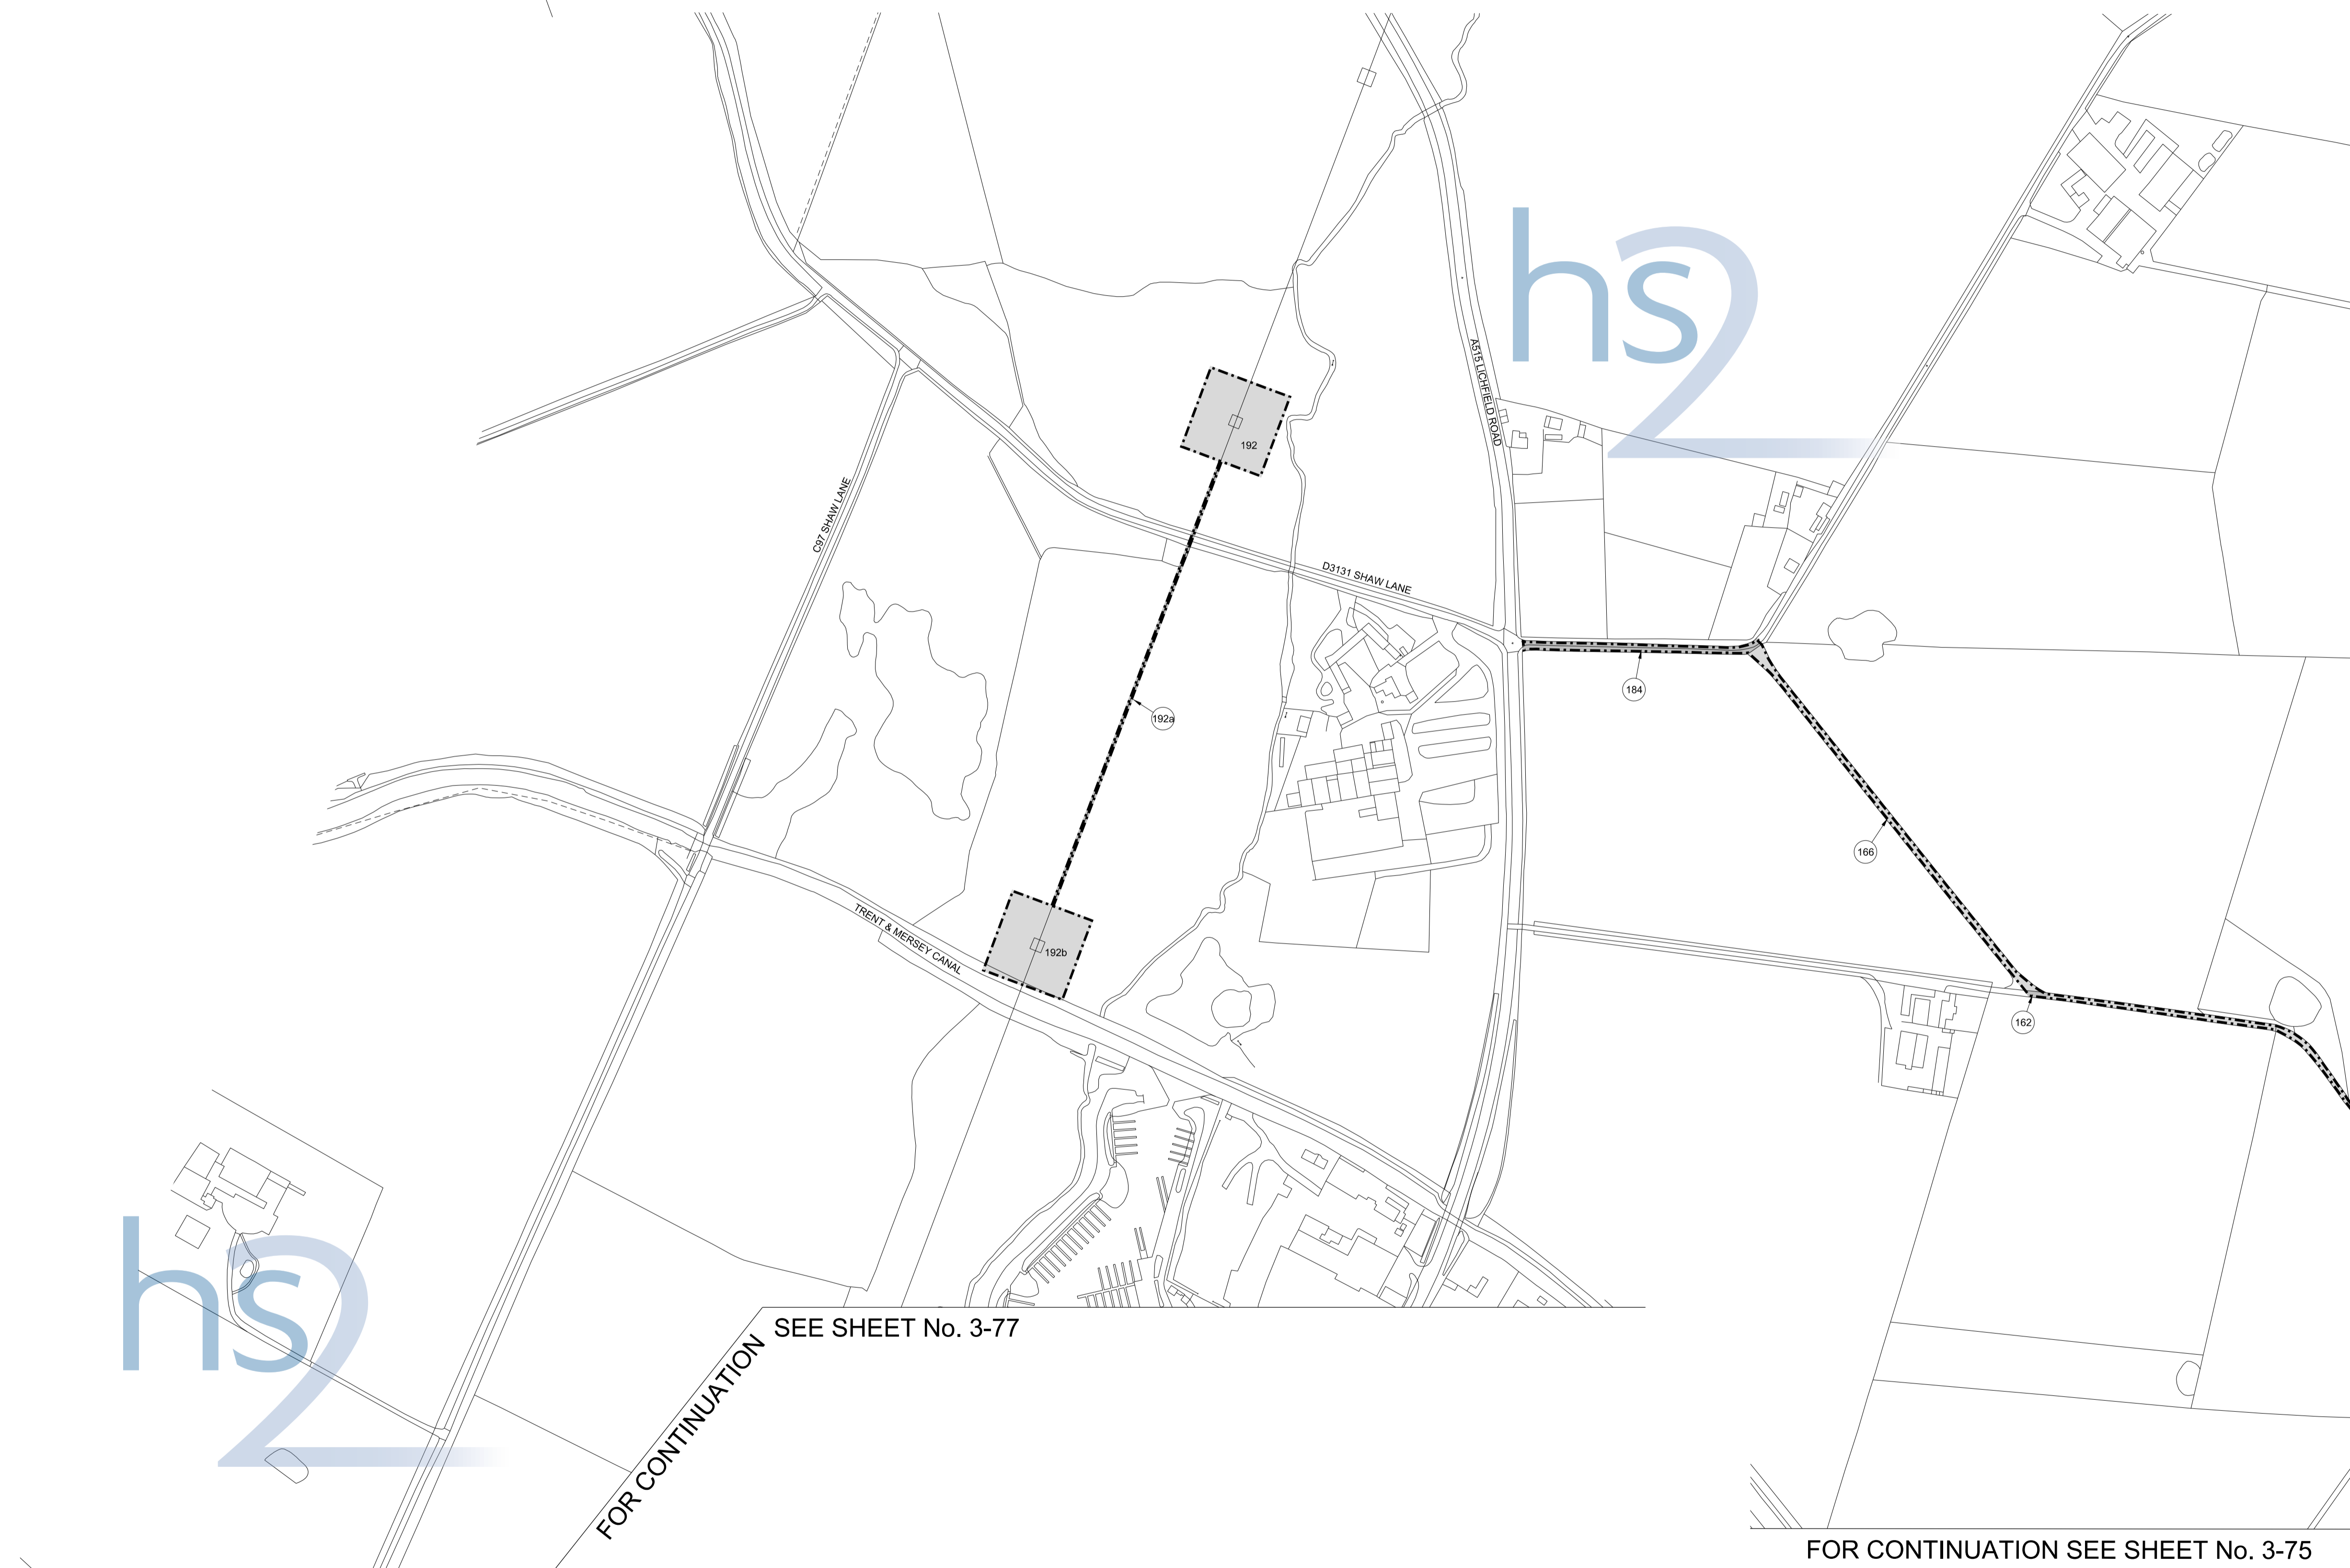 hs2
A515 LICHFIELD ROAD
192
C97 SHAW LANE
D3131 SHAW LANE
184
192a
166
TRENT & MERSEY CANAL
192b
162
hs2
SEE SHEET No. 3-77
FOR CONTINUATION
FOR CONTINUATION SEE SHEET No. 3-75